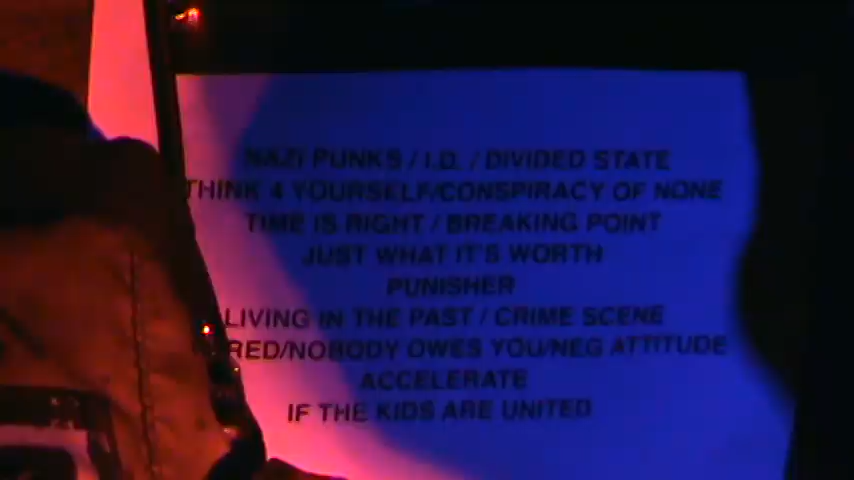 NAZI PUNKS / I.D. / DIVIDED STATE
THINK 4 YOURSELF/CONSPIRACY OF NONE
TIME IS RIGHT / BREAKING POINT
JUST WHAT IT'S WORTH
PUNISHER
LIVING IN THE PAST / CRIME SCENE
RED/NOBODY OWES YOU/NEG ATTITUDE
ACCELERATE
IF THE KIDS ARE UNITED